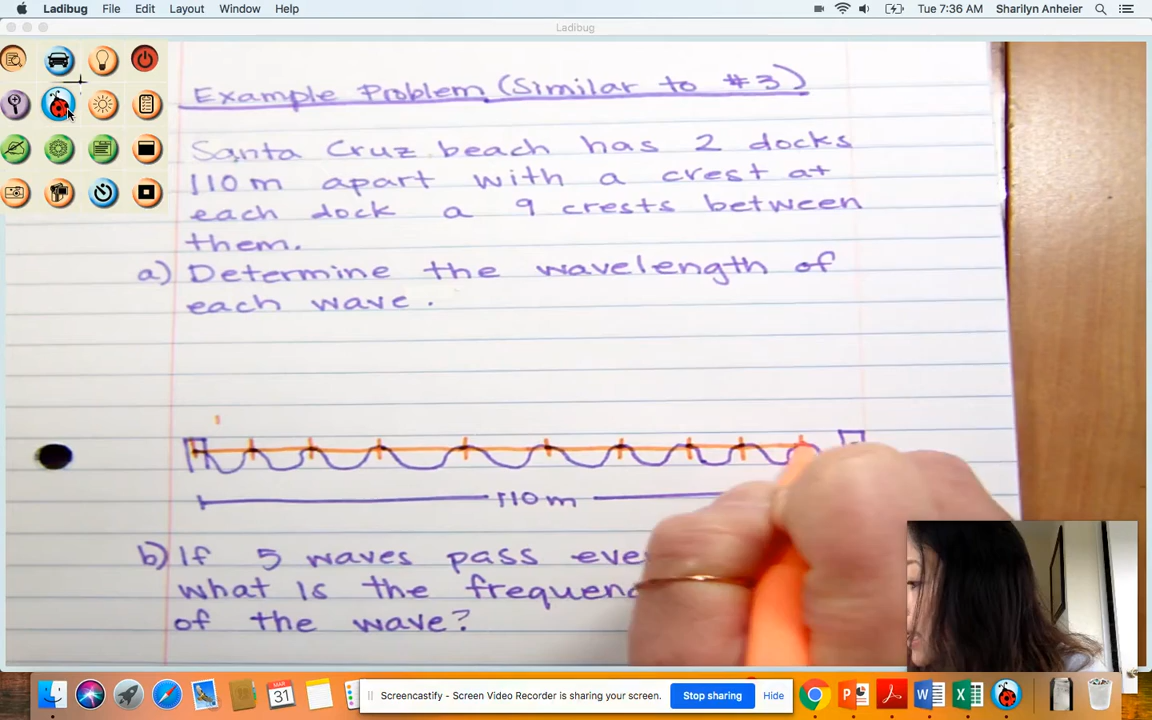 Ladibug File Edit Layout Window Help Tue 7:36 AM Sharilyn Anheier
Ladibug
Example Problem (Similar to #3)
Santa Cruz beach has 2 docks
110 m apart with a crest at
each dock a 9 crests between
them.
a) Determine the wavelength of
each wave.
110 m
b) If 5 waves pass eve
what is the frequen
of the wave?
MAR
31
Screencastify - Screen Video Recorder is sharing your screen. Stop sharing Hide